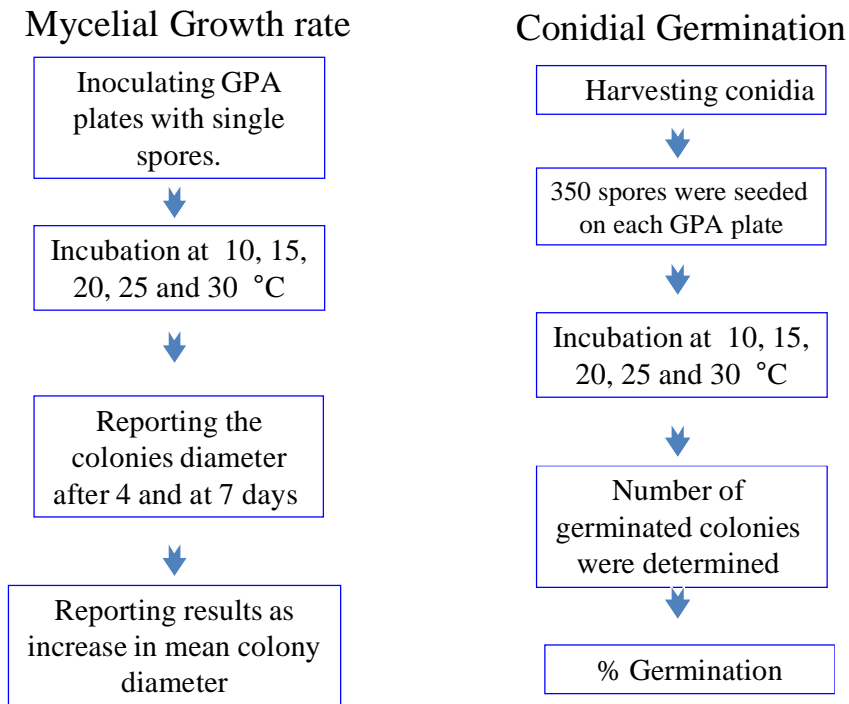 Mycelial Growth rate
Inoculating GPA
plates with single
spores.
Incubation at 10, 15,
20, 25 and 30 °C
Reporting the
colonies diameter
after 4 and at 7 days
Reporting results as
increase in mean colony
diameter
Conidial Germination
Harvesting conidia
350 spores were seeded
on each GPA plate
Incubation at 10, 15,
20, 25 and 30 °C
Number of
germinated colonies
were determined
% Germination